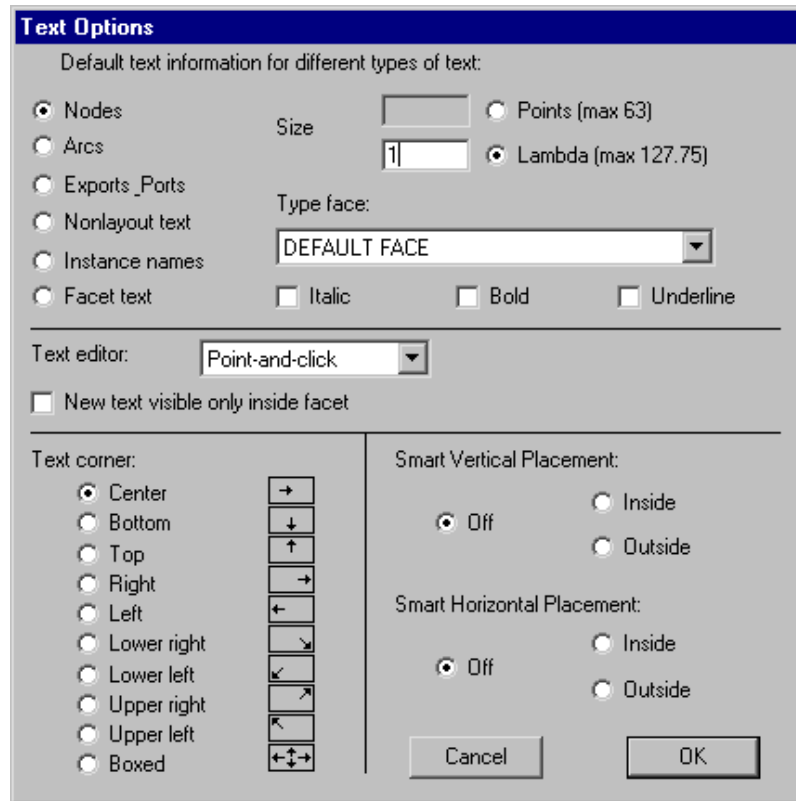 Text Options
Default text information for different types of text:
Nodes
Arcs
Exports_Ports
Nonlayout text
Instance names
Facet text
Size
Points (max 63)
1
Lambda (max 127.75)
Type face:
DEFAULT FACE
Italic
Bold
Underline
Text editor:
Point-and-click
New text visible only inside facet
Text corner:
Center
Bottom
Top
Right
Left
Lower right
Lower left
Upper right
Upper left
Boxed
Smart Vertical Placement:
Off
Inside
Outside
Smart Horizontal Placement:
Off
Inside
Outside
Cancel
OK